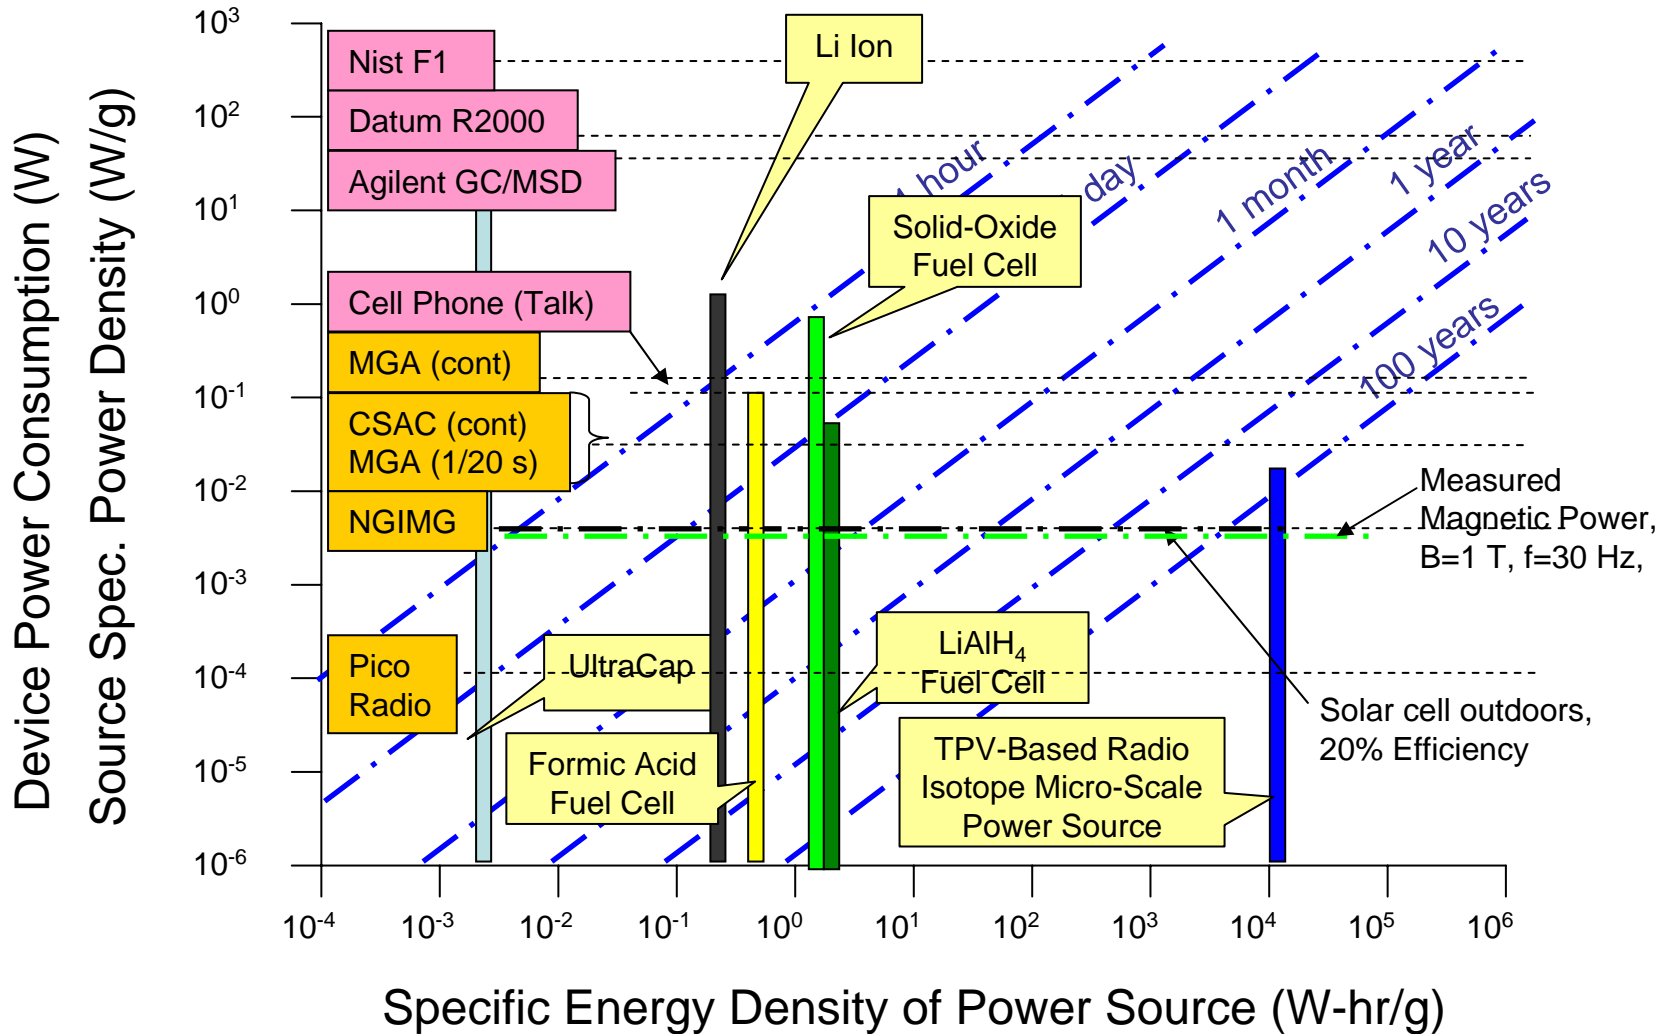 Device Power Consumption (W)
Source Spec. Power Density (W/g)
10³
10²
10¹
10⁰
10⁻¹
10⁻²
10⁻³
10⁻⁴
10⁻⁵
10⁻⁶
Nist F1
Datum R2000
Agilent GC/MSD
Cell Phone (Talk)
MGA (cont)
CSAC (cont)
MGA (1/20 s)
NGIMG
Pico
Radio
Li Ion
Solid-Oxide
Fuel Cell
1 hour
day
1 month
1 year
10 years
100 years
Measured
Magnetic Power,
B=1 T, f=30 Hz,
Solar cell outdoors,
20% Efficiency
UltraCap
Formic Acid
Fuel Cell
LiAlH₄
Fuel Cell
TPV-Based Radio
Isotope Micro-Scale
Power Source
10⁻⁴ 10⁻³ 10⁻² 10⁻¹ 10⁰ 10¹ 10² 10³ 10⁴ 10⁵ 10⁶
Specific Energy Density of Power Source (W-hr/g)